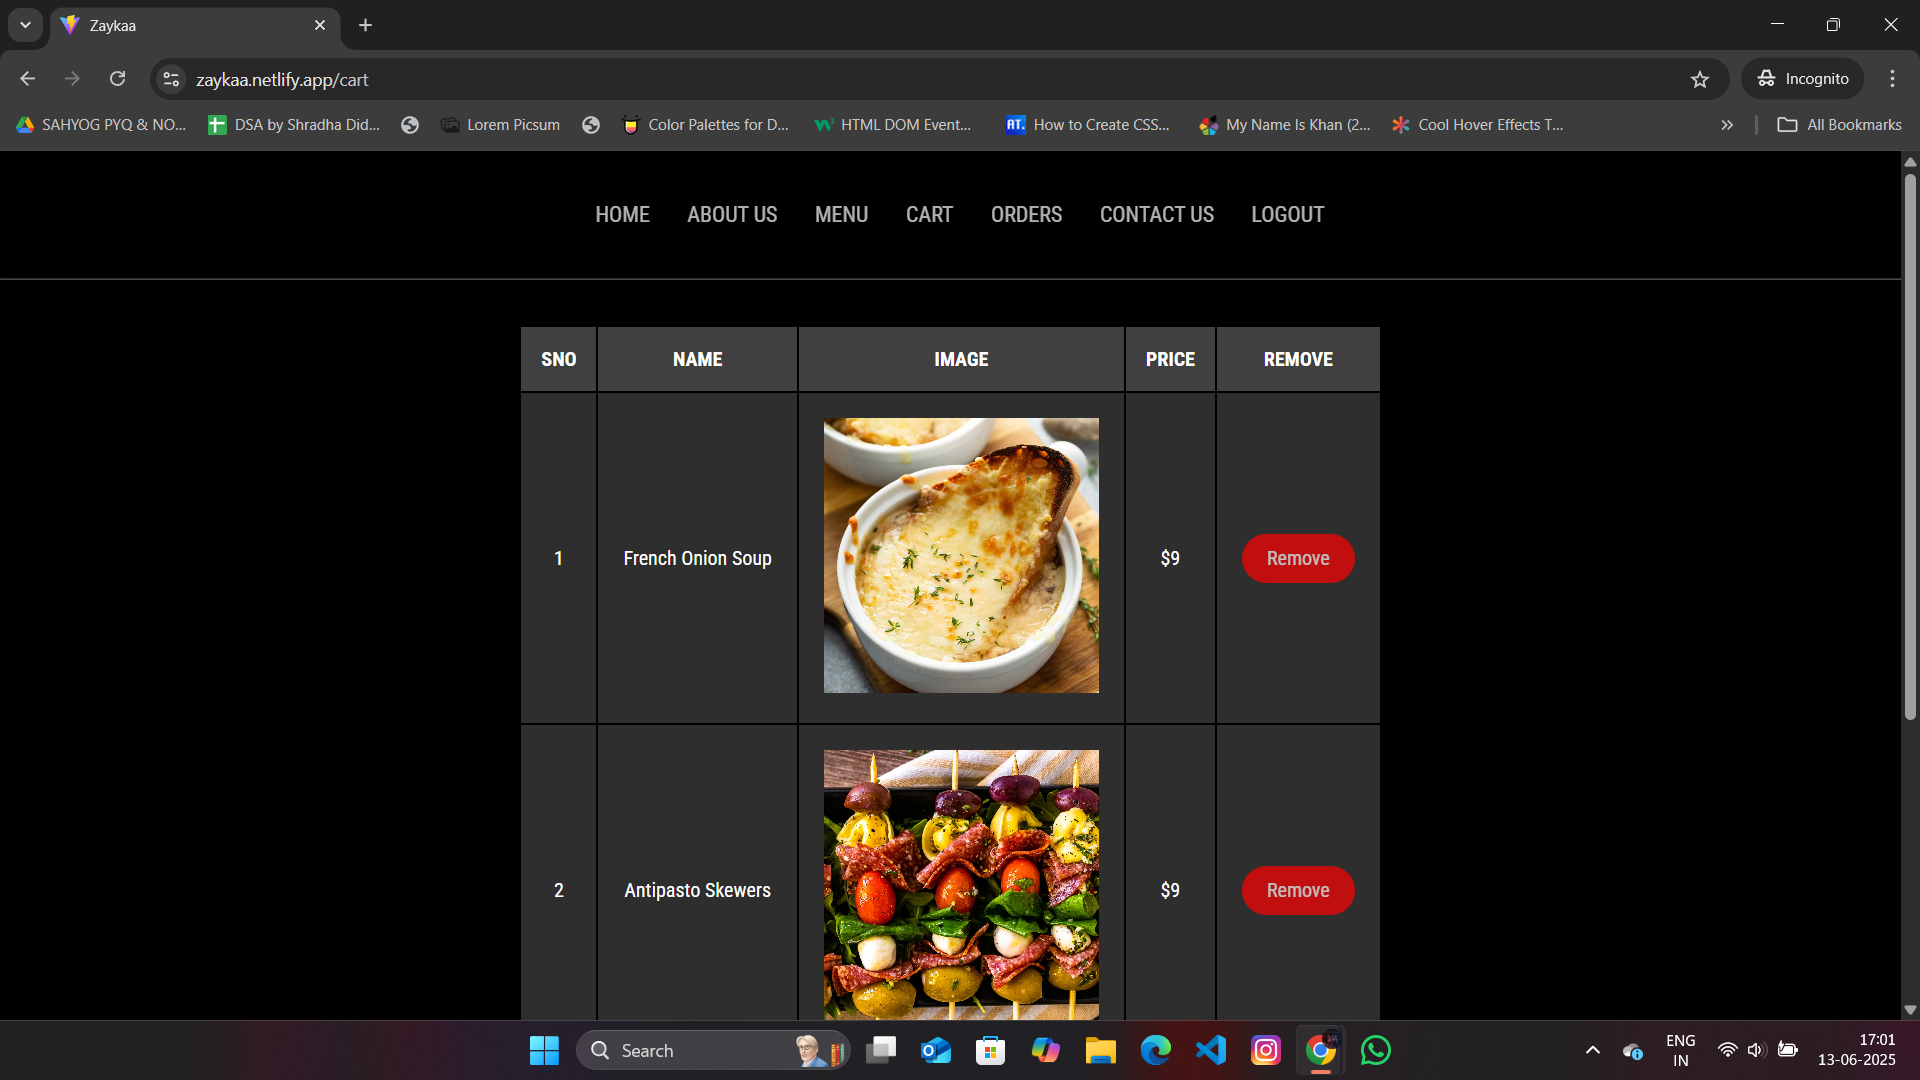 Zaykaa
zaykaa.netlify.app/cart
Incognito
SAHYOG PYQ & NO...
DSA by Shradha Did...
Lorem Picsum
Color Palettes for D...
HTML DOM Event...
AT.
How to Create CSS...
My Name Is Khan (2...
Cool Hover Effects T...
All Bookmarks
HOME ABOUT US MENU CART ORDERS CONTACT US LOGOUT
SNO NAME IMAGE PRICE REMOVE
1 French Onion Soup $9 Remove
2 Antipasto Skewers $9 Remove
Search
ENG
IN
17:01
13-06-2025